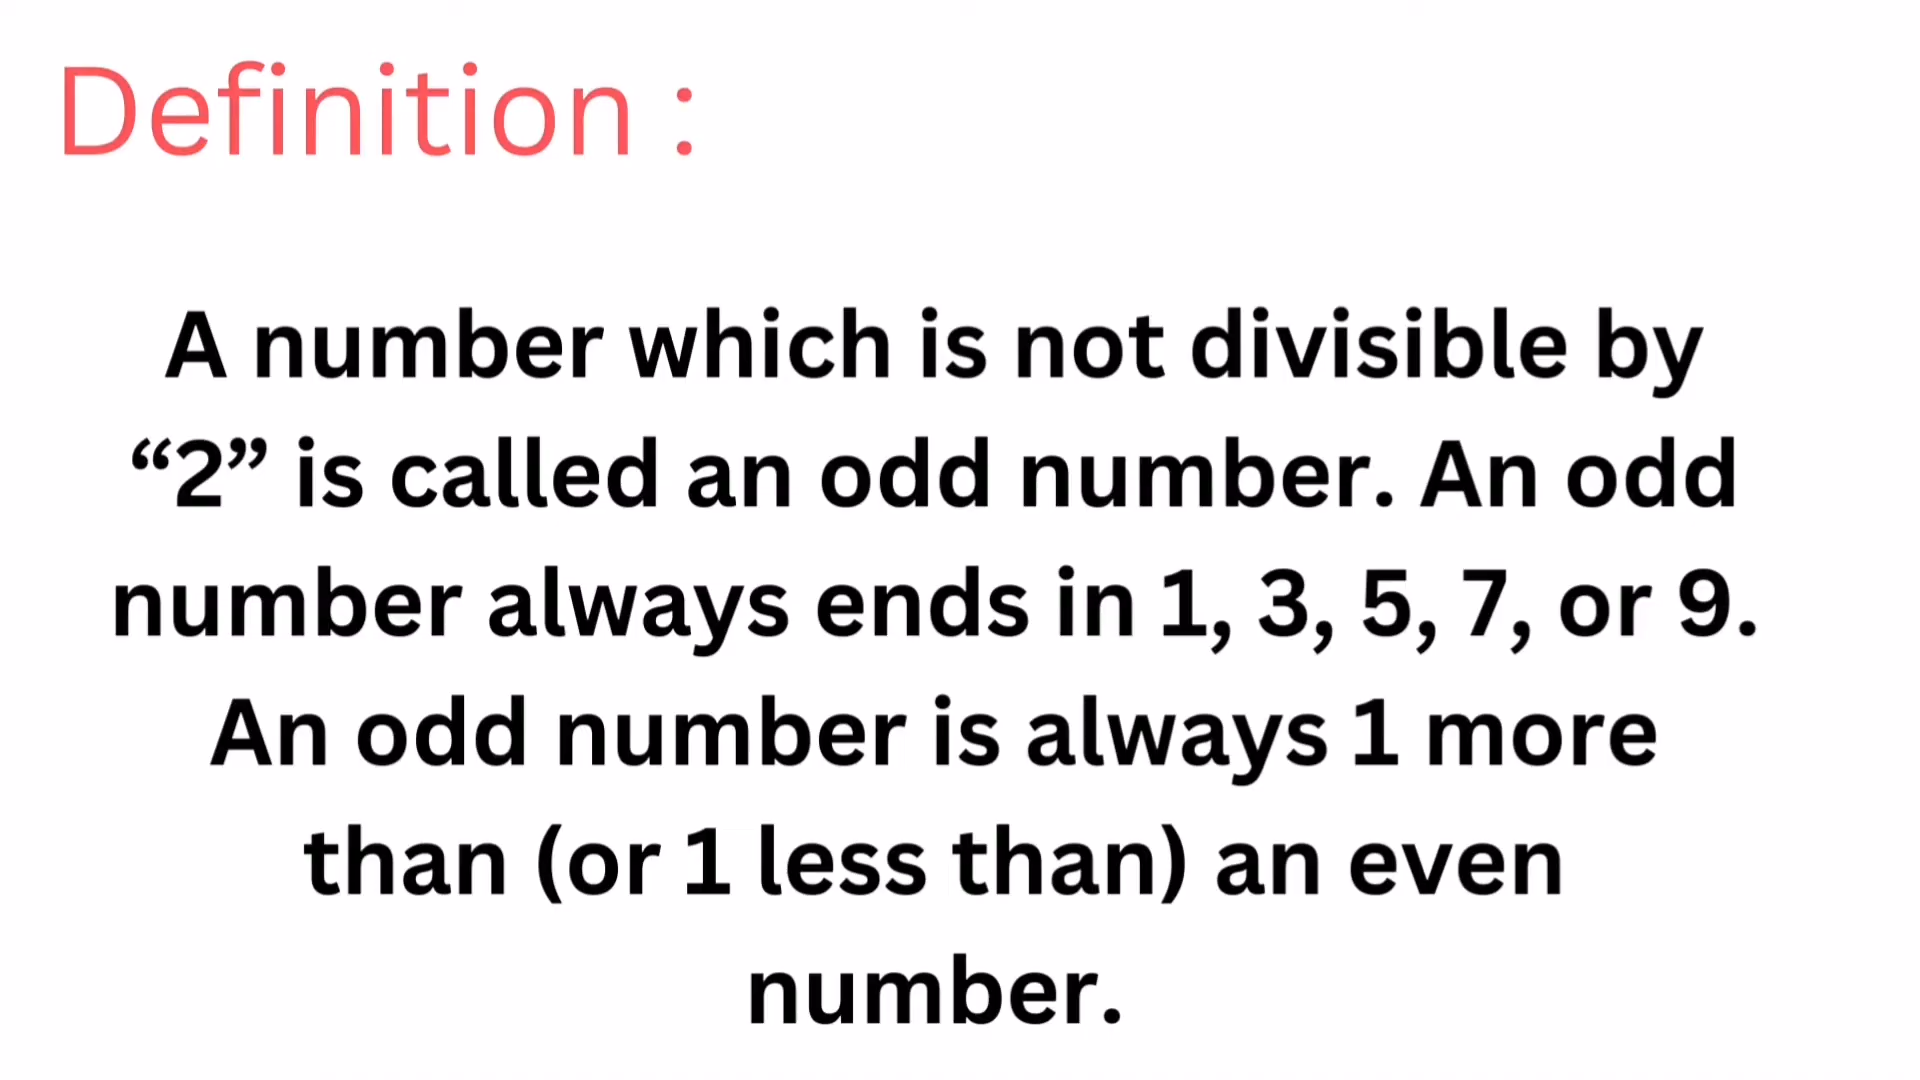 Definition :
A number which is not divisible by
“2” is called an odd number. An odd
number always ends in 1, 3, 5, 7, or 9.
An odd number is always 1 more
than (or 1 less than) an even
number.